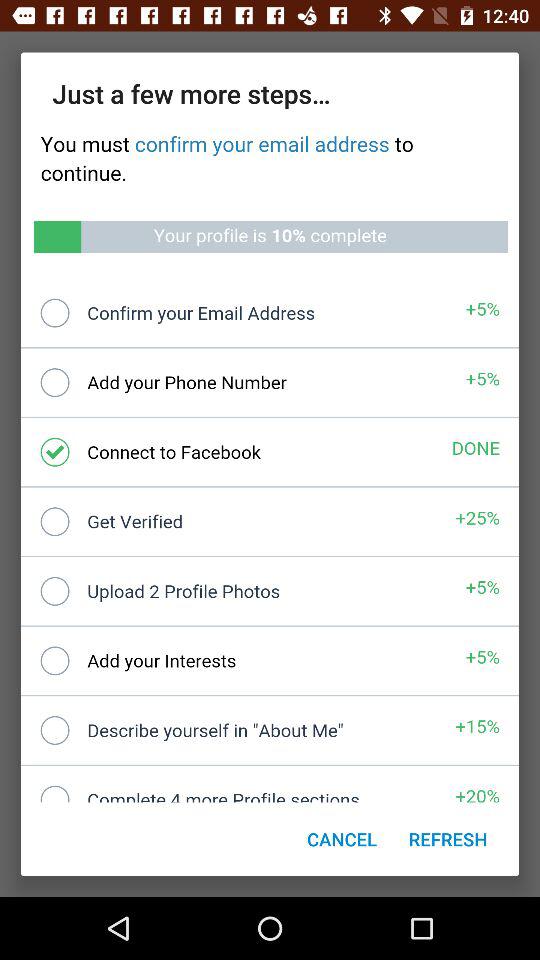 12:40
Just a few more steps...
You must confirm your email address to
continue.
Your profile is 10% complete
Confirm your Email Address +5%
Add your Phone Number +5%
Connect to Facebook DONE
Get Verified +25%
Upload 2 Profile Photos +5%
Add your Interests +5%
Describe yourself in "About Me" +15%
Complete 4 more Profile sections +20%
CANCEL REFRESH